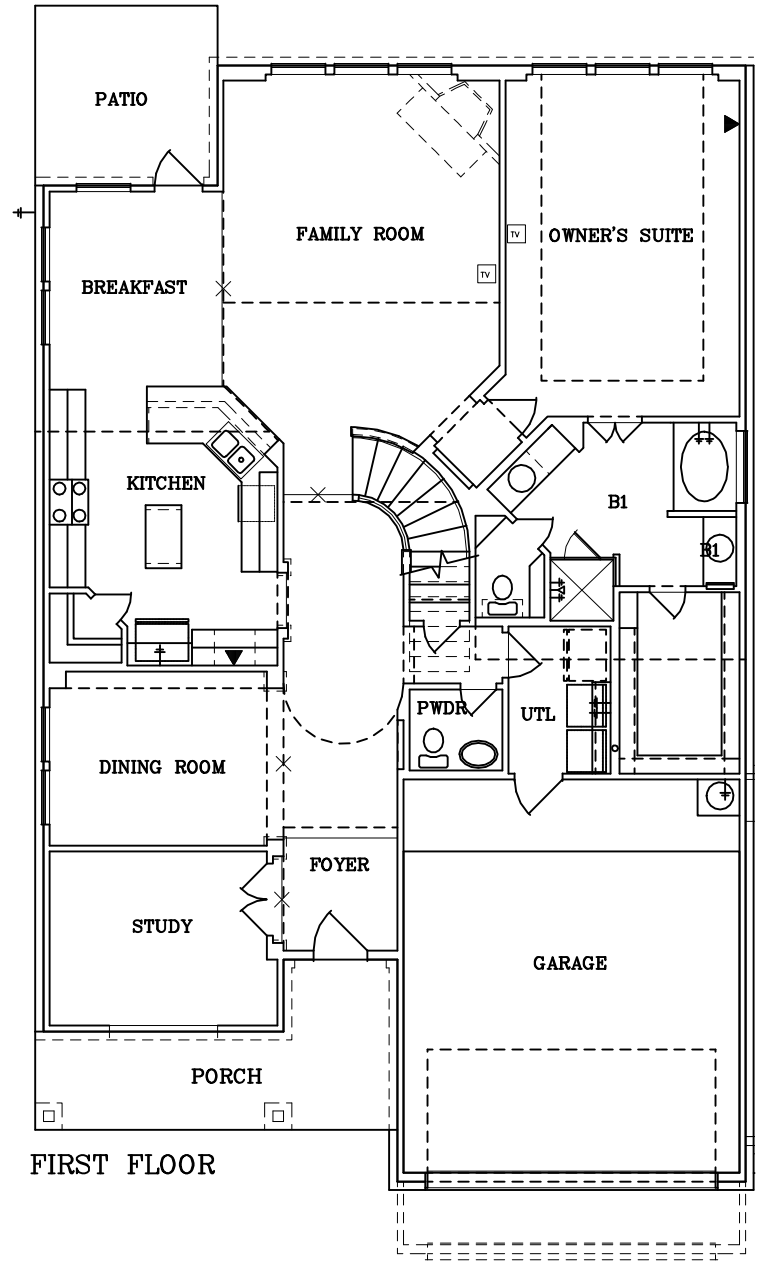 PATIO
FAMILY ROOM
TV
OWNER'S SUITE
TV
BREAKFAST
KITCHEN
B1
B1
PWDR
UTL
DINING ROOM
FOYER
STUDY
GARAGE
PORCH
FIRST FLOOR